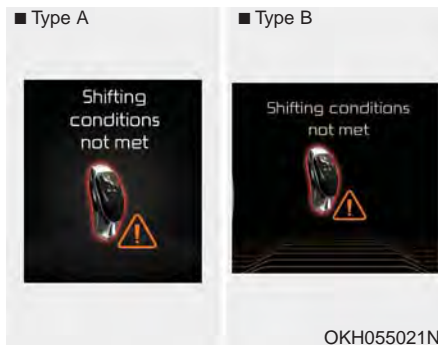 ■ Type A
■ Type B
Shifting
conditions
not met
Shifting conditions
not met
OKH055021N